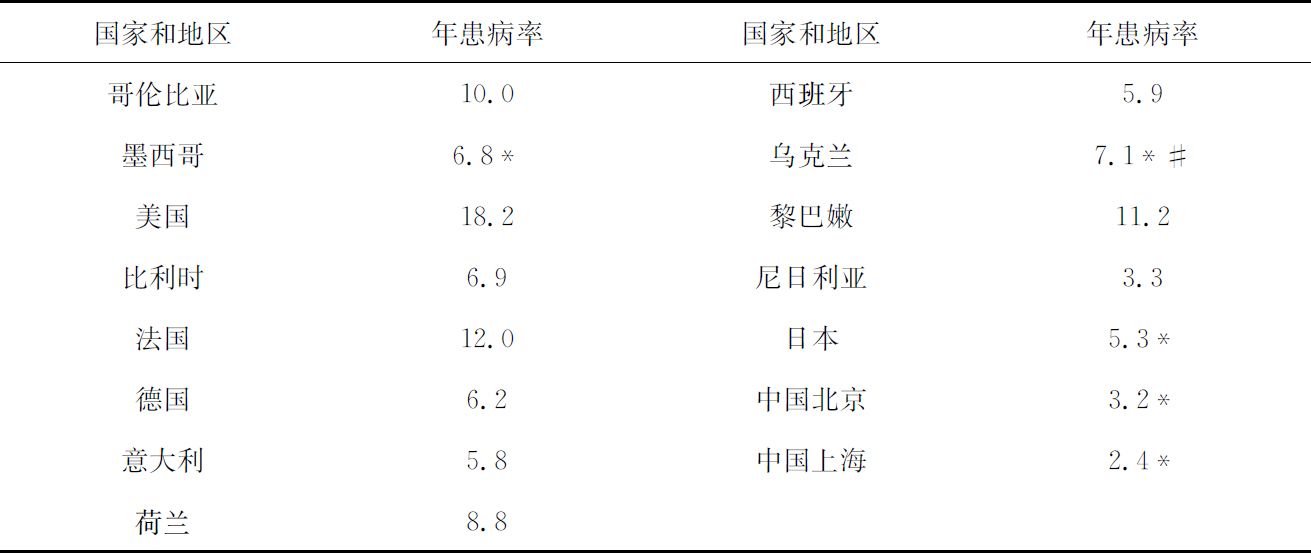 国家和地区 年患病率 国家和地区 年患病率
哥伦比亚 10.0 西班牙 5.9
墨西哥 6.8* 乌克兰 7.1*#
美国 18.2 黎巴嫩 11.2
比利时 6.9 尼日利亚 3.3
法国 12.0 日本 5.3*
德国 6.2 中国北京 3.2*
意大利 5.8 中国上海 2.4*
荷兰 8.8